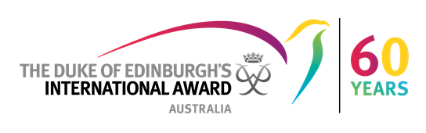 THE DUKE OF EDINBURGH'S
INTERNATIONAL AWARD
AUSTRALIA
60
YEARS